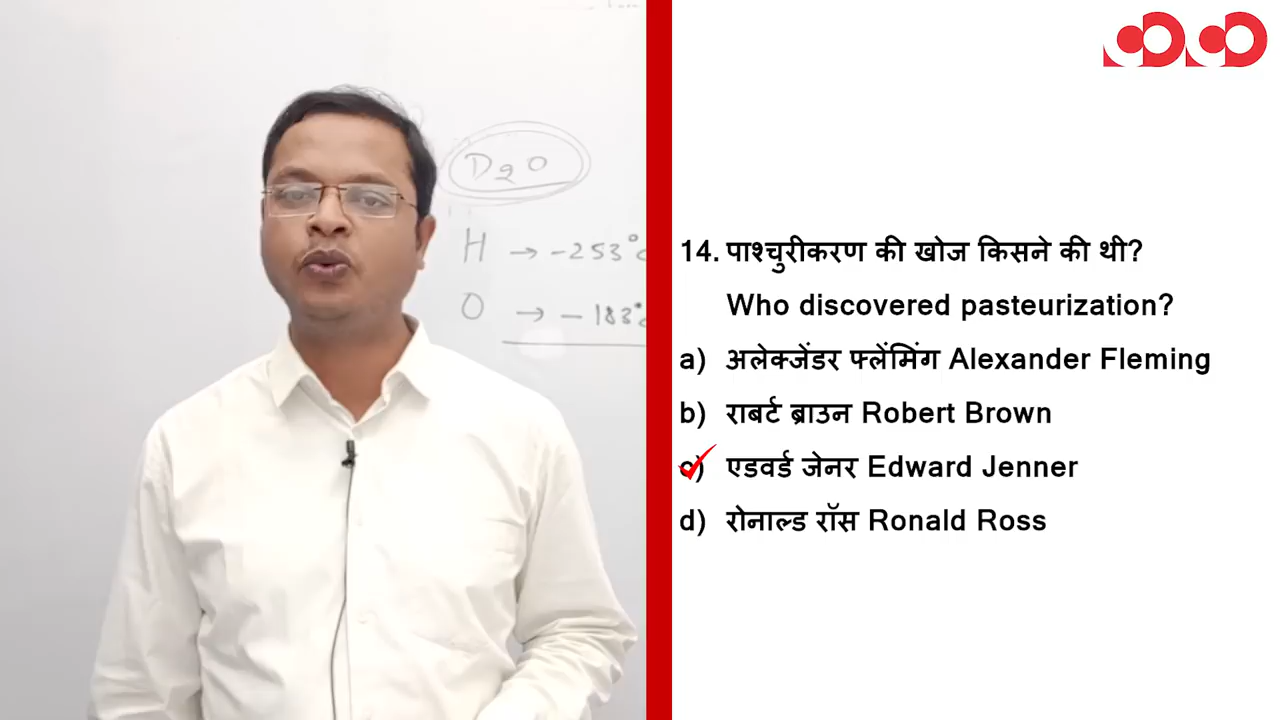 D2O
H → -253°C
O → -183°C
14. पाश्चुरीकरण की खोज किसने की थी?
Who discovered pasteurization?
a) अलेक्जेंडर फ्लेंमिंग Alexander Fleming
b) राबर्ट ब्राउन Robert Brown
c) एडवर्ड जेनर Edward Jenner
d) रोनाल्ड रॉस Ronald Ross